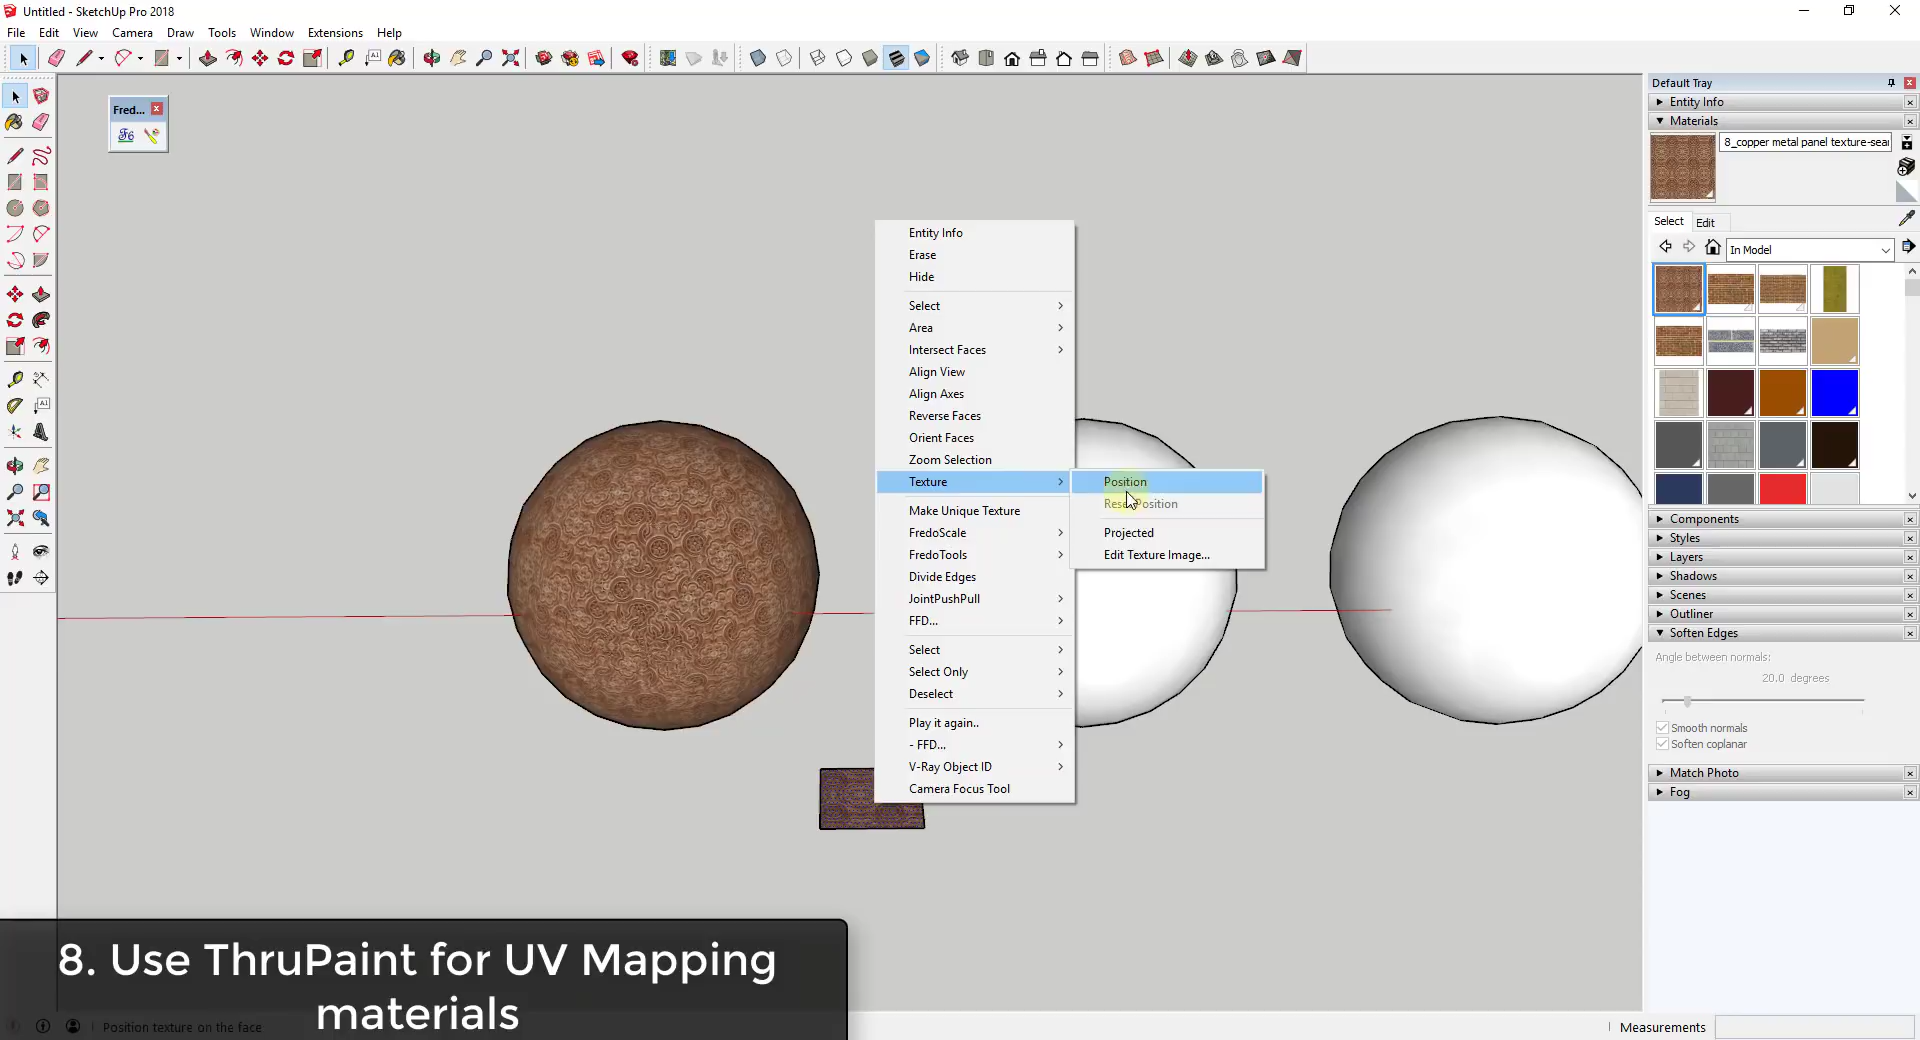 Untitled - SketchUp Pro 2018
File Edit View Camera Draw Tools Window Extensions Help
Fred...
Default Tray
Entity Info
Materials
8_copper metal panel texture-sear
Select Edit
In Model
Entity Info
Erase
Hide
Select
Area
Intersect Faces
Align View
Align Axes
Reverse Faces
Orient Faces
Zoom Selection
Texture
Make Unique Texture
FredoScale
FredoTools
Divide Edges
JointPushPull
FFD...
Select
Select Only
Deselect
Play it again..
- FFD...
V-Ray Object ID
Camera Focus Tool
Position
Reset Position
Projected
Edit Texture Image...
Components
Styles
Layers
Shadows
Scenes
Outliner
Soften Edges
Angle between normals:
20.0 degrees
Smooth normals
Soften coplanar
Match Photo
Fog
8. Use ThruPaint for UV Mapping
materials
Position texture on the face
Measurements